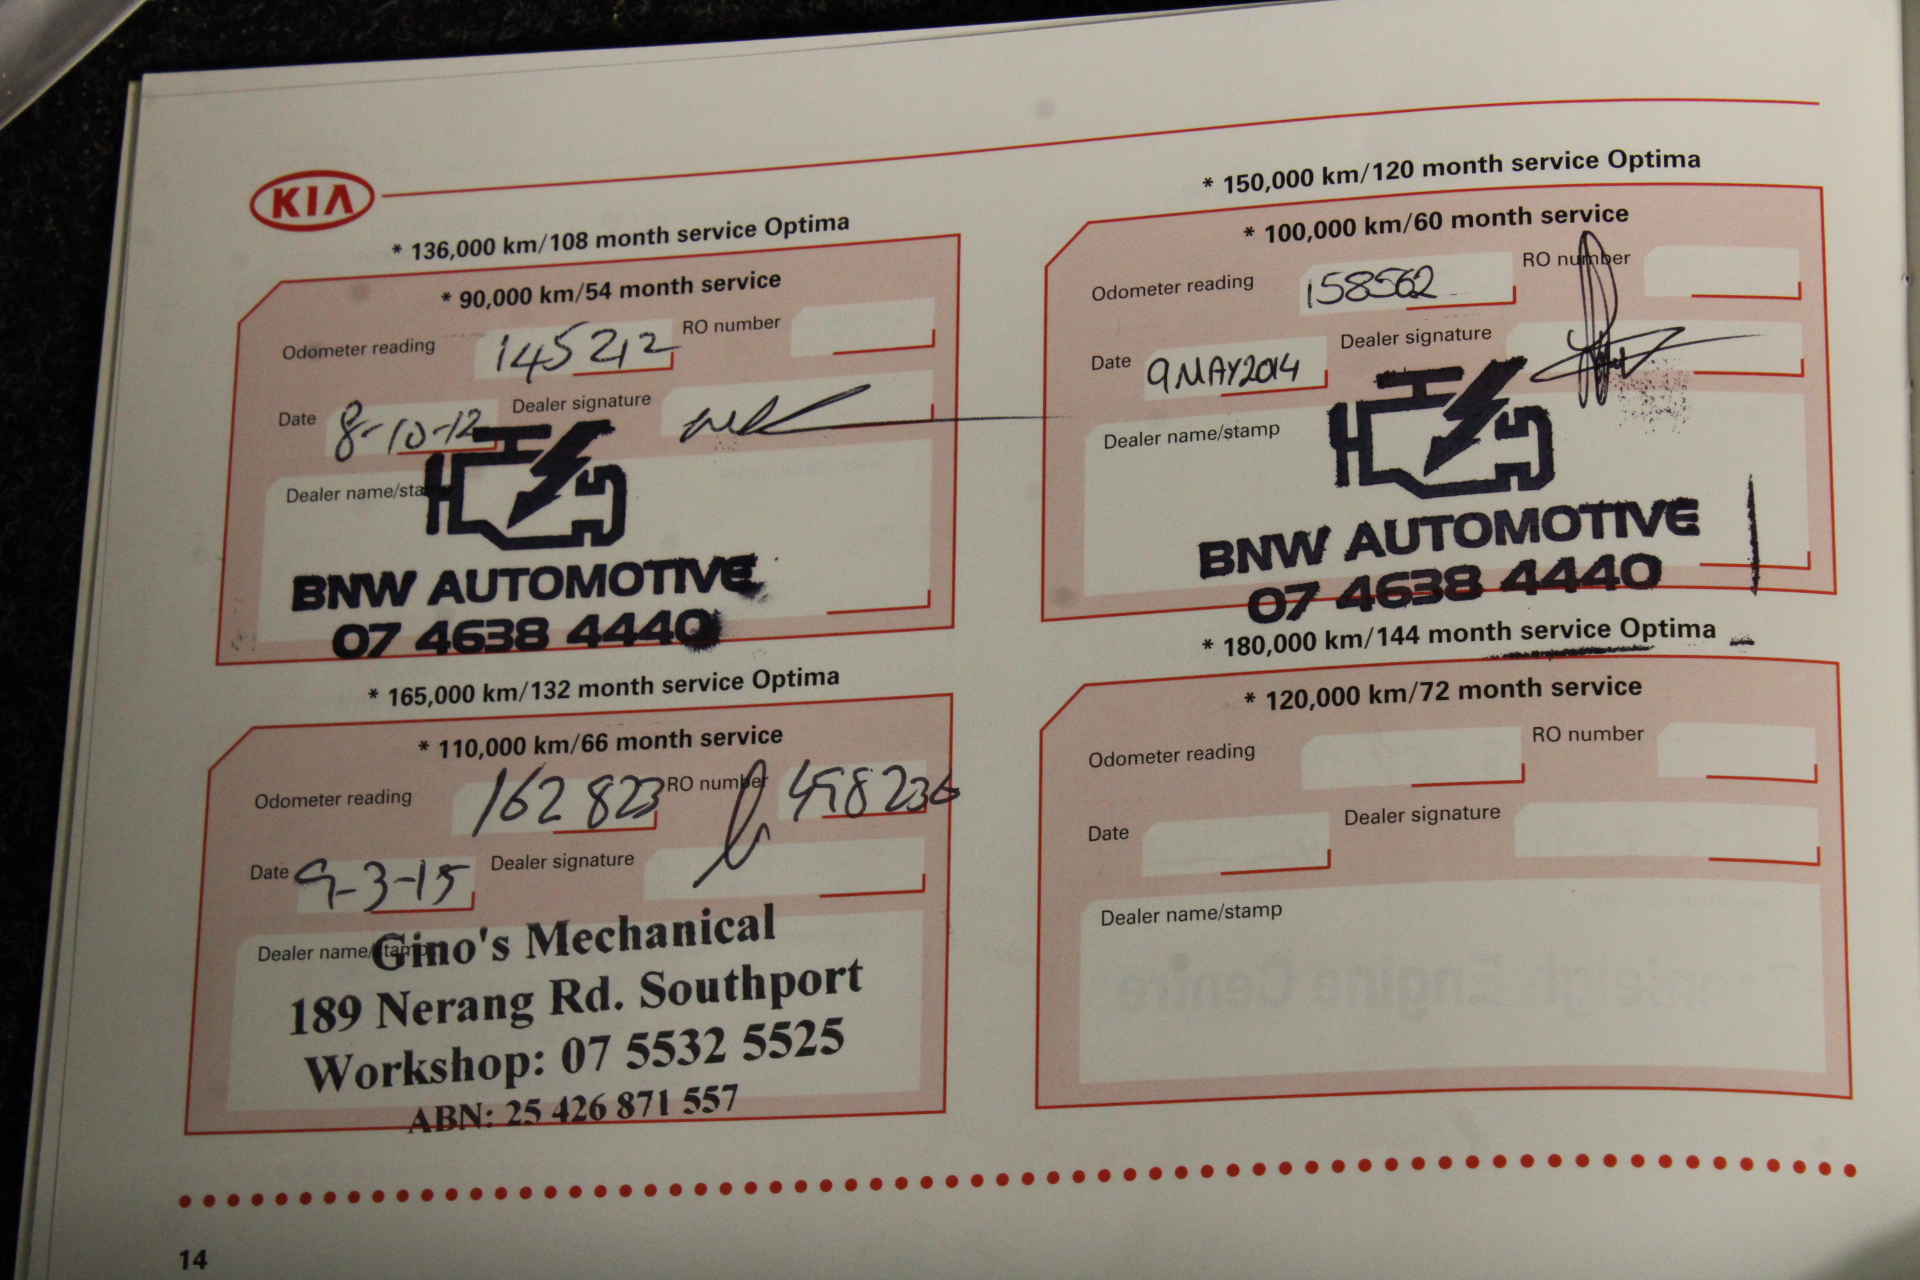 KIA
* 136,000 km/108 month service Optima
* 90,000 km/54 month service
Odometer reading 145212 RO number
Date 8-10-12 Dealer signature
Dealer name/stamp
BNW AUTOMOTIVE
07 4638 4440
* 150,000 km/120 month service Optima
* 100,000 km/60 month service
Odometer reading 158562 RO number
Date 9 MAY 2014 Dealer signature
Dealer name/stamp
BNW AUTOMOTIVE
07 4638 4440
* 165,000 km/132 month service Optima
* 110,000 km/66 month service
Odometer reading 162 823 RO number 498236
Date 9-3-15 Dealer signature
Dealer name/stamp
Gino's Mechanical
189 Nerang Rd. Southport
Workshop: 07 5532 5525
ABN: 25 426 871 557
* 180,000 km/144 month service Optima
* 120,000 km/72 month service
Odometer reading RO number
Date Dealer signature
Dealer name/stamp
14